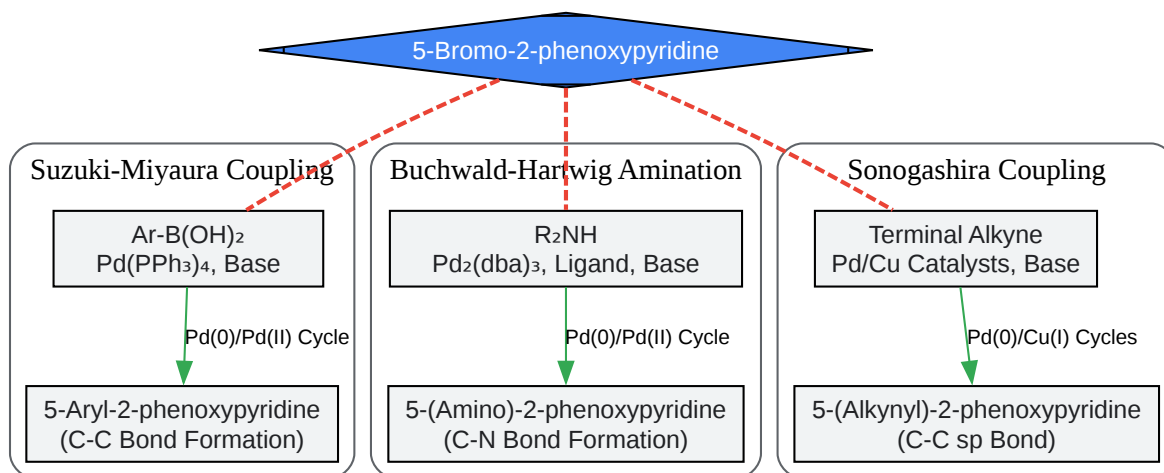 5-Bromo-2-phenoxypyridine
Suzuki-Miyaura Coupling
Ar-B(OH)₂
Pd(PPh₃)₄, Base
Pd(0)/Pd(II) Cycle
5-Aryl-2-phenoxypyridine
(C-C Bond Formation)
Buchwald-Hartwig Amination
R₂NH
Pd₂(dba)₃, Ligand, Base
Pd(0)/Pd(II) Cycle
5-(Amino)-2-phenoxypyridine
(C-N Bond Formation)
Sonogashira Coupling
Terminal Alkyne
Pd/Cu Catalysts, Base
Pd(0)/Cu(I) Cycles
5-(Alkynyl)-2-phenoxypyridine
(C-C sp Bond)